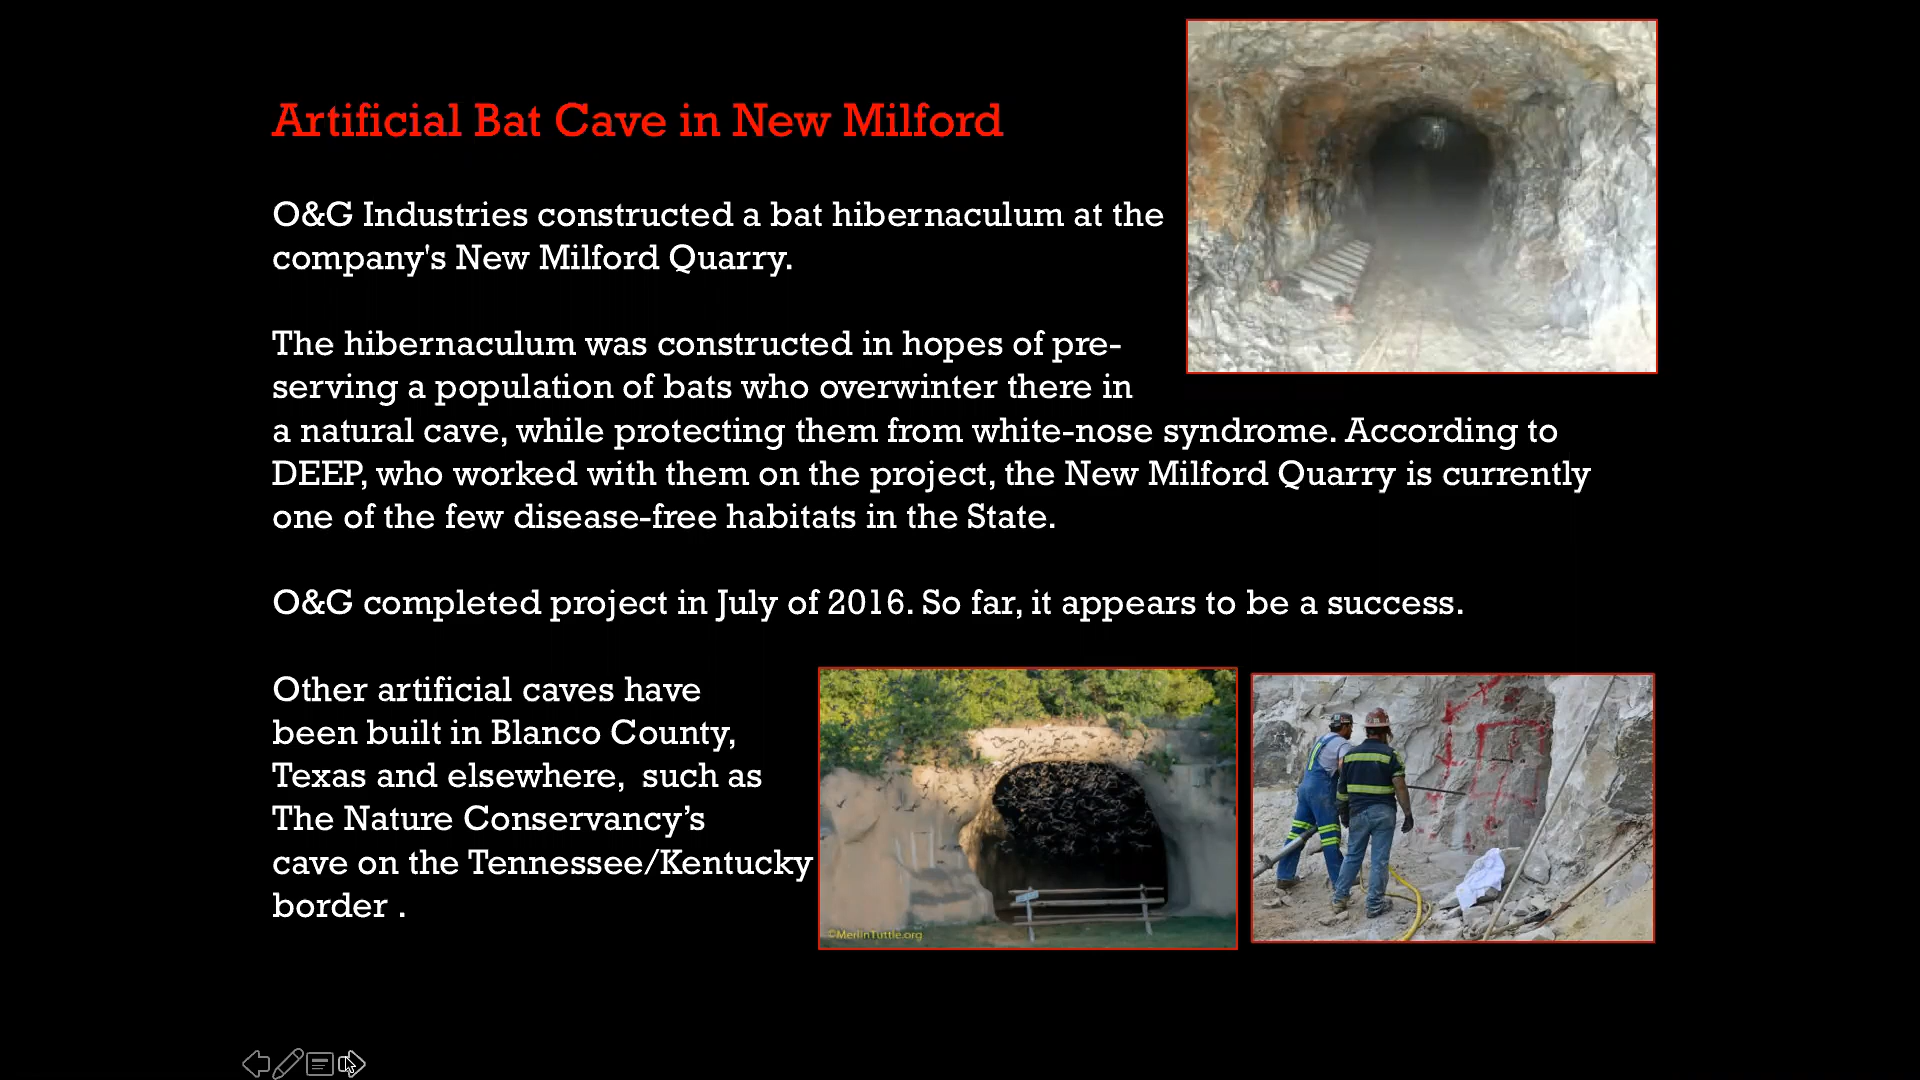 Artificial Bat Cave in New Milford
O&G Industries constructed a bat hibernaculum at the
company's New Milford Quarry.
The hibernaculum was constructed in hopes of pre-
serving a population of bats who overwinter there in
a natural cave, while protecting them from white-nose syndrome. According to
DEEP, who worked with them on the project, the New Milford Quarry is currently
one of the few disease-free habitats in the State.
O&G completed project in July of 2016. So far, it appears to be a success.
Other artificial caves have
been built in Blanco County,
Texas and elsewhere,  such as
The Nature Conservancy’s
cave on the Tennessee/Kentucky
border .
©MerlinTuttle.org